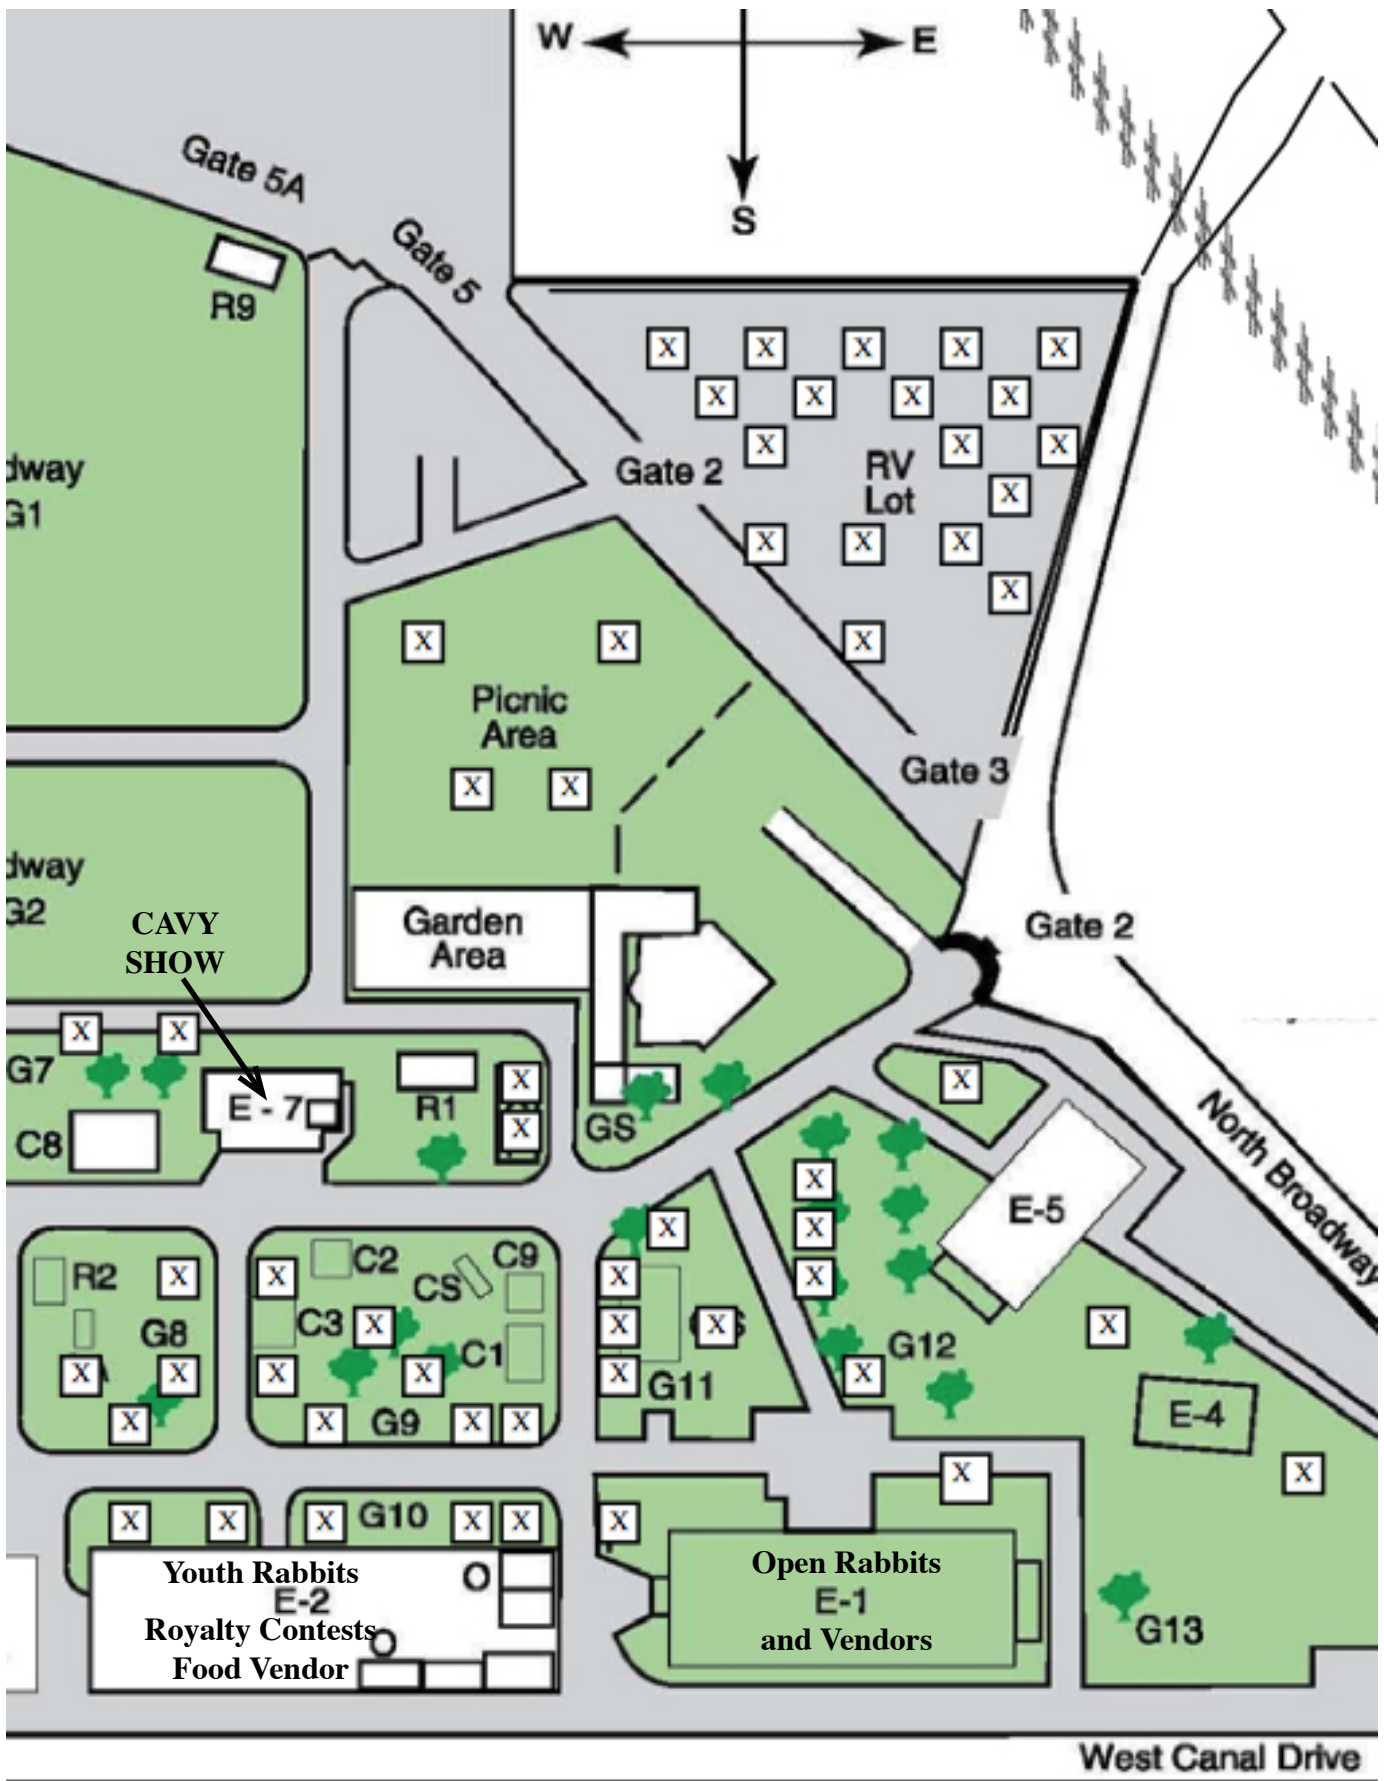 W E
S
Gate 5A
Gate 5
R9
X X X X X
X X X X
X X X
RV
Lot
Gate 2
X
dway
G1
X X X
X
X X X
Picnic
Area
Gate 3
X X
dway
G2
Garden
Area
Gate 2
CAVY
SHOW
X X
G7
E - 7
R1
X
X
X
C8
GS
North Broadway
X
E-5
X X
R2 X
X C2 C9
CS
X
X
G8
C3 X
C1
X X
G12
X
X X
X X
X G11
X
X
X G9 X X
E-4
X X
X X
X G10 X X
X
Youth Rabbits
E-2
Royalty Contests
Food Vendor
Open Rabbits
E-1
and Vendors
G13
West Canal Drive